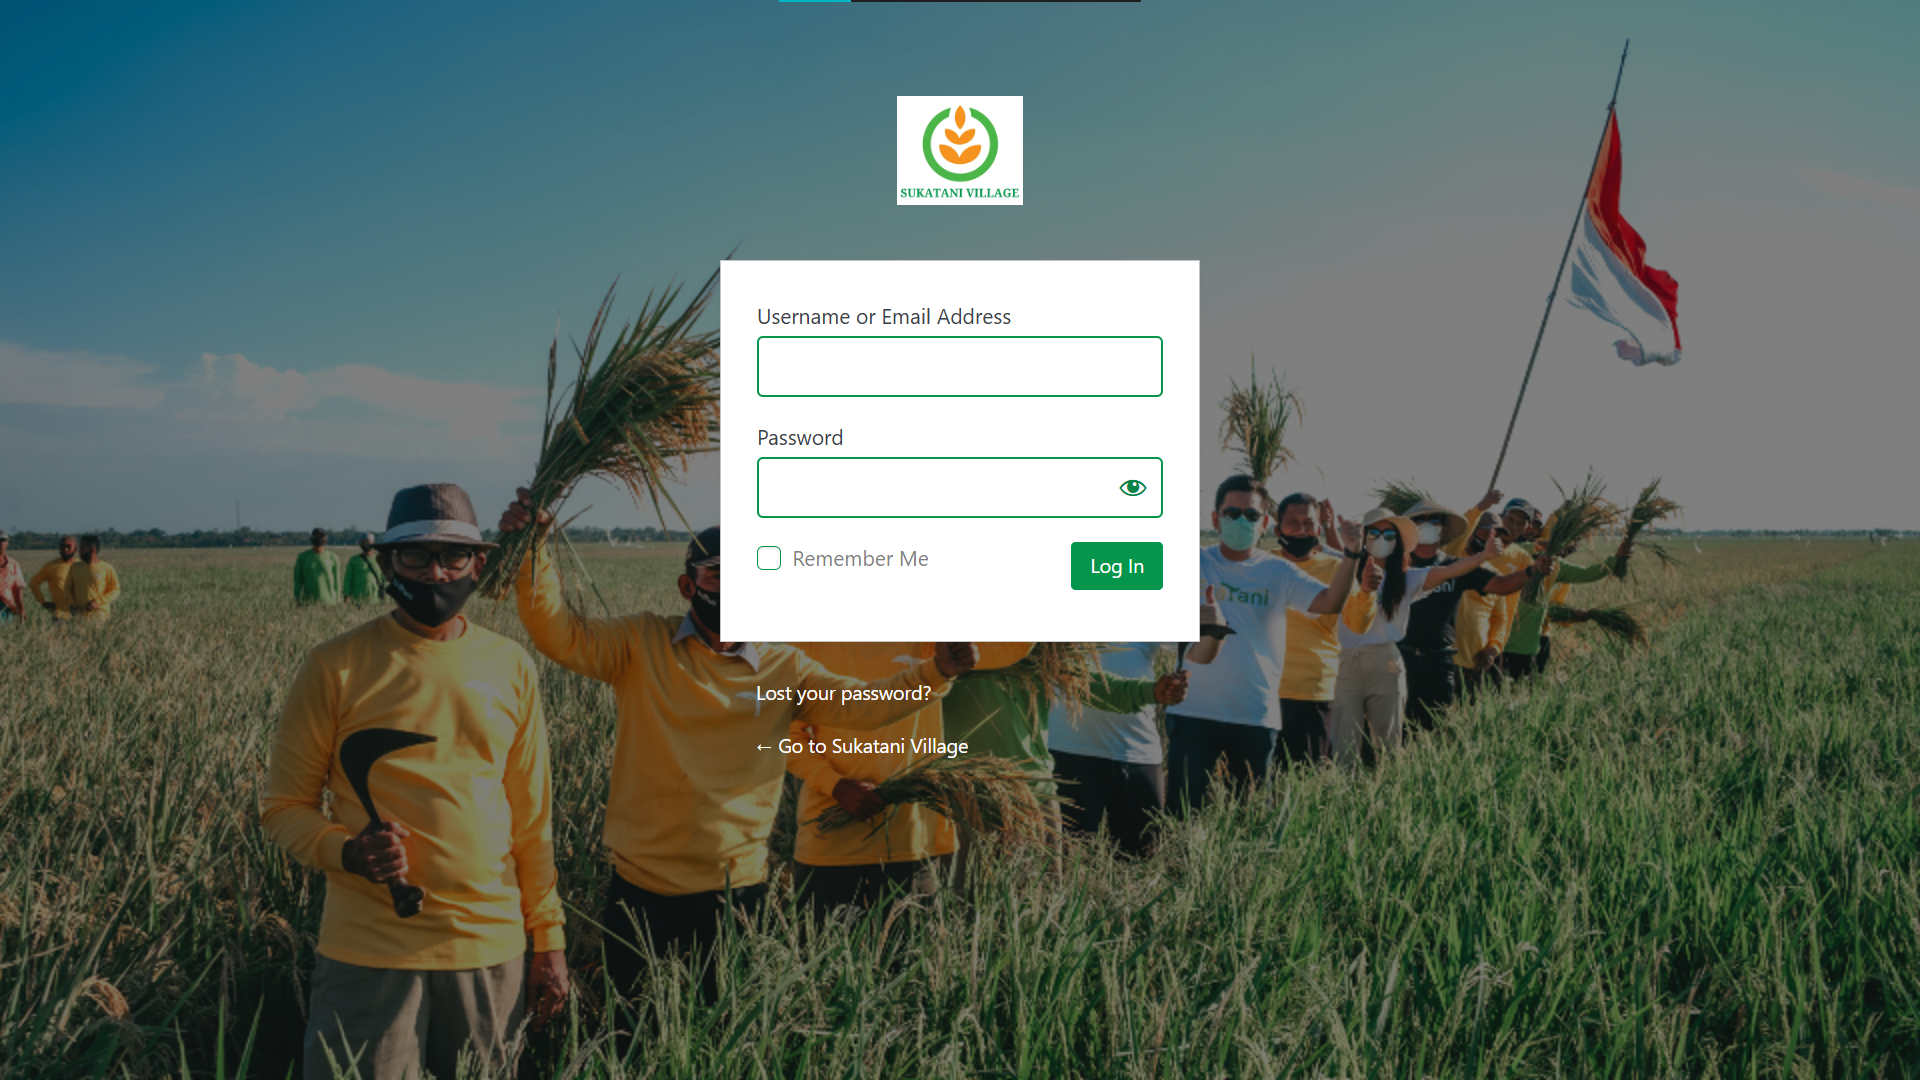 SUKATANI VILLAGE
Username or Email Address
Password
Remember Me
Log In
Lost your password?
← Go to Sukatani Village